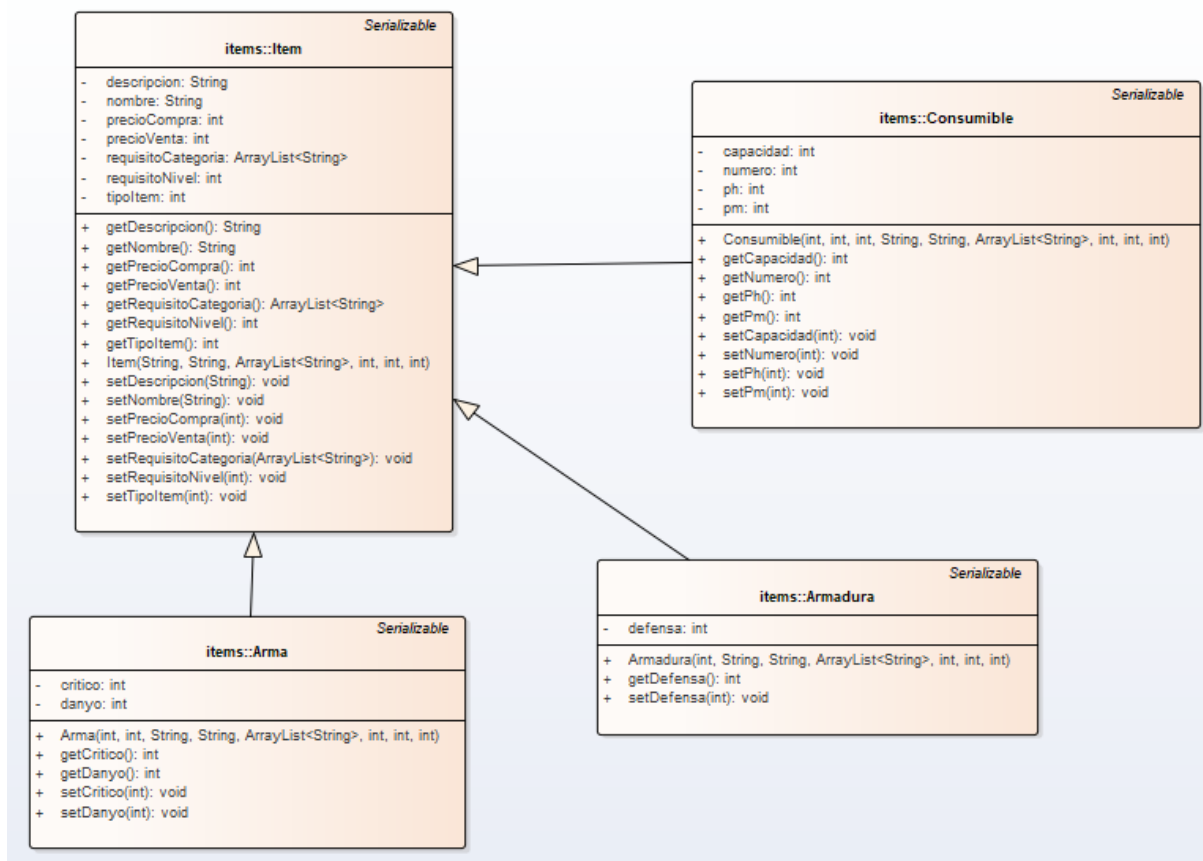 Serializable
items::Item
- descripcion: String
- nombre: String
- precioCompra: int
- precioVenta: int
- requisitoCategoria: ArrayList<String>
- requisitoNivel: int
- tipoItem: int
+ getDescripcion(): String
+ getNombre(): String
+ getPrecioCompra(): int
+ getPrecioVenta(): int
+ getRequisitoCategoria(): ArrayList<String>
+ getRequisitoNivel(): int
+ getTipoItem(): int
+ Item(String, String, ArrayList<String>, int, int, int)
+ setDescripcion(String): void
+ setNombre(String): void
+ setPrecioCompra(int): void
+ setPrecioVenta(int): void
+ setRequisitoCategoria(ArrayList<String>): void
+ setRequisitoNivel(int): void
+ setTipoItem(int): void
Serializable
items::Consumible
- capacidad: int
- numero: int
- ph: int
- pm: int
+ Consumible(int, int, int, String, String, ArrayList<String>, int, int, int)
+ getCapacidad(): int
+ getNumero(): int
+ getPh(): int
+ getPm(): int
+ setCapacidad(int): void
+ setNumero(int): void
+ setPh(int): void
+ setPm(int): void
Serializable
items::Arma
- critico: int
- danyo: int
+ Arma(int, int, String, String, ArrayList<String>, int, int, int)
+ getCritico(): int
+ getDanyo(): int
+ setCritico(int): void
+ setDanyo(int): void
Serializable
items::Armadura
- defensa: int
+ Armadura(int, String, String, ArrayList<String>, int, int, int)
+ getDefensa(): int
+ setDefensa(int): void